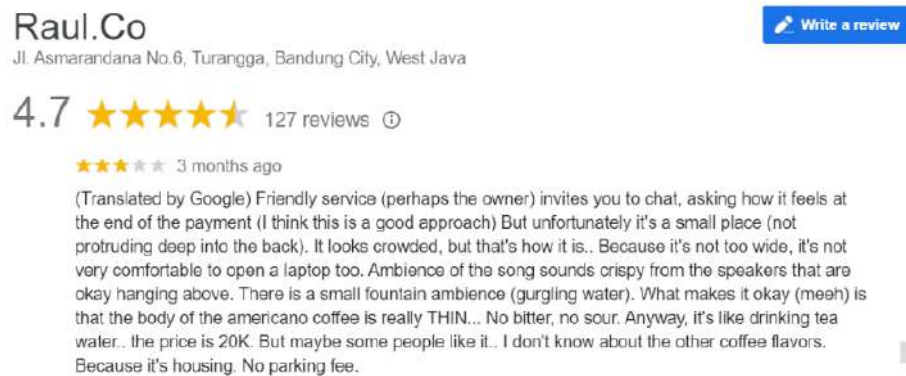 Raul.Co
Write a review
Jl. Asmarandana No.6, Turangga, Bandung City, West Java
4.7 127 reviews
3 months ago
(Translated by Google) Friendly service (perhaps the owner) invites you to chat, asking how it feels at
the end of the payment (I think this is a good approach) But unfortunately it's a small place (not
protruding deep into the back). It looks crowded, but that's how it is.. Because it's not too wide, it's not
very comfortable to open a laptop too. Ambience of the song sounds crispy from the speakers that are
okay hanging above. There is a small fountain ambience (gurgling water). What makes it okay (meeh) is
that the body of the americano coffee is really THIN... No bitter, no sour. Anyway, it's like drinking tea
water.. the price is 20K. But maybe some people like it.. I don't know about the other coffee flavors.
Because it's housing. No parking fee.